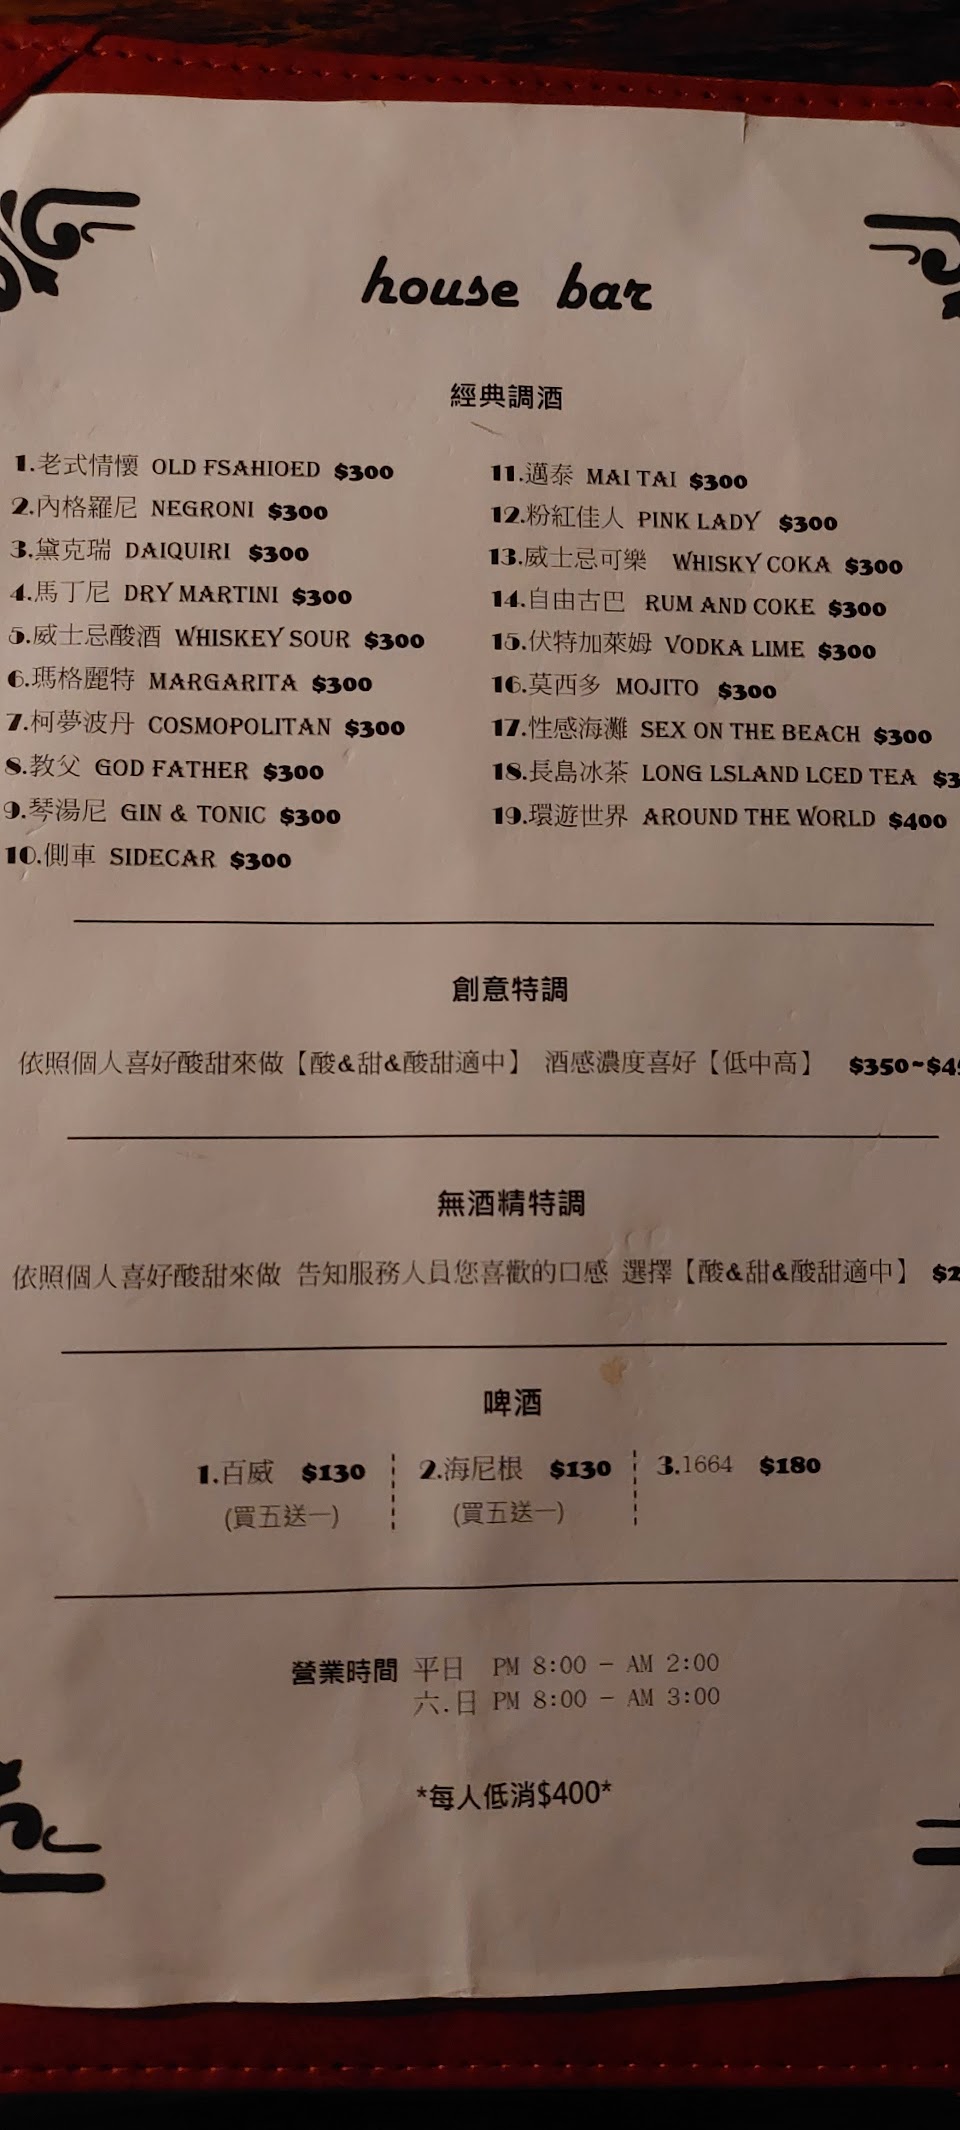 house bar
經典調酒
1.老式情懷 OLD FSAHIOED $300
2.內格羅尼 NEGRONI $300
3.黛克瑞 DAIQUIRI $300
4.馬丁尼 DRY MARTINI $300
5.威士忌酸酒 WHISKEY SOUR $300
6.瑪格麗特 MARGARITA $300
7.柯夢波丹 COSMOPOLITAN $300
8.教父 GOD FATHER $300
9.琴湯尼 GIN & TONIC $300
10.側車 SIDECAR $300
11.邁泰 MAI TAI $300
12.粉紅佳人 PINK LADY $300
13.威士忌可樂 WHISKY COKA $300
14.自由古巴 RUM AND COKE $300
15.伏特加萊姆 VODKA LIME $300
16.莫西多 MOJITO $300
17.性感海灘 SEX ON THE BEACH $300
18.長島冰茶 LONG LSLAND LCED TEA
19.環遊世界 AROUND THE WORLD $400
創意特調
依照個人喜好酸甜來做【酸&甜&酸甜適中】 酒感濃度喜好【低中高】 $350~
無酒精特調
依照個人喜好酸甜來做 告知服務人員您喜歡的口感 選擇【酸&甜&酸甜適中】
啤酒
1.百威 $130 2.海尼根 $130 3.1664 $180
(買五送一) (買五送一)
營業時間 平日 PM 8:00 - AM 2:00
六.日 PM 8:00 - AM 3:00
*每人低消$400*